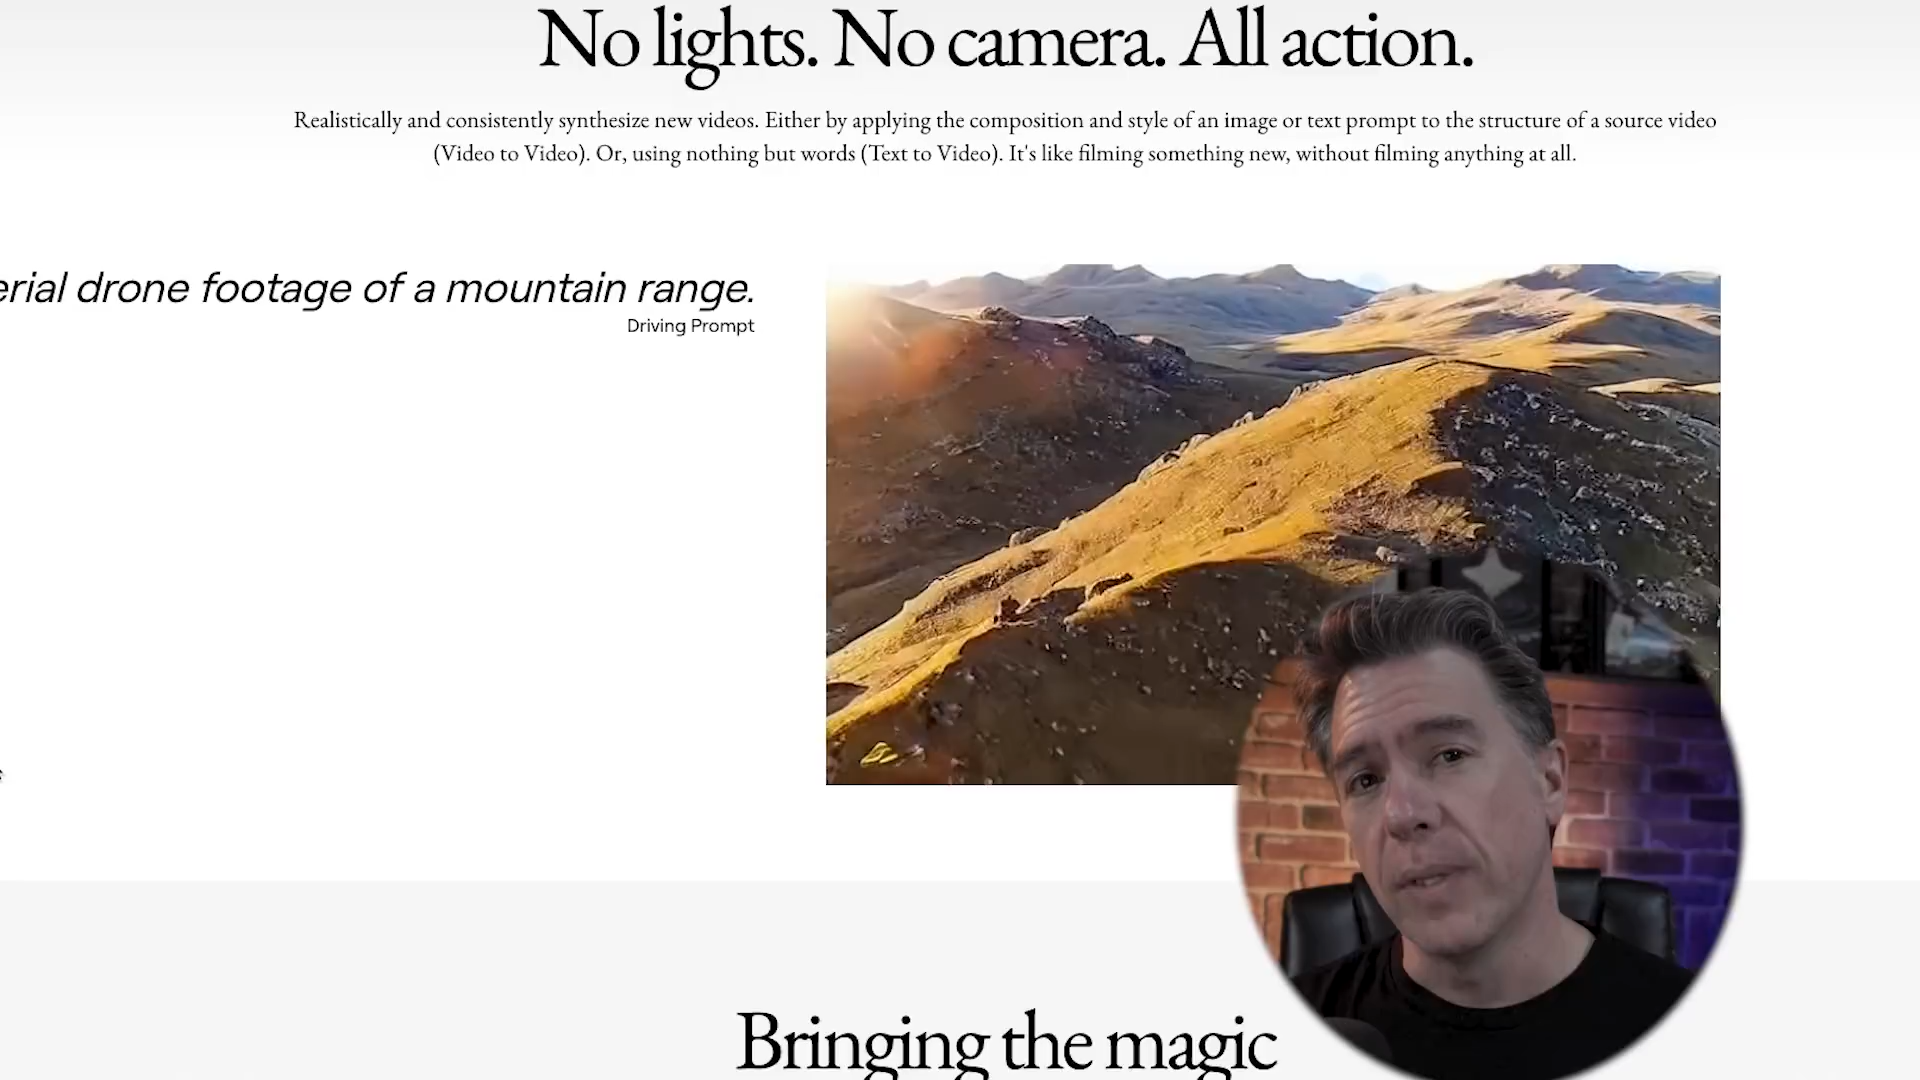 No lights. No camera. All action.
Realistically and consistently synthesize new videos. Either by applying the composition and style of an image or text prompt to the structure of a source video
(Video to Video). Or, using nothing but words (Text to Video). It's like filming something new, without filming anything at all.
erial drone footage of a mountain range.
Driving Prompt
Bringing the magic